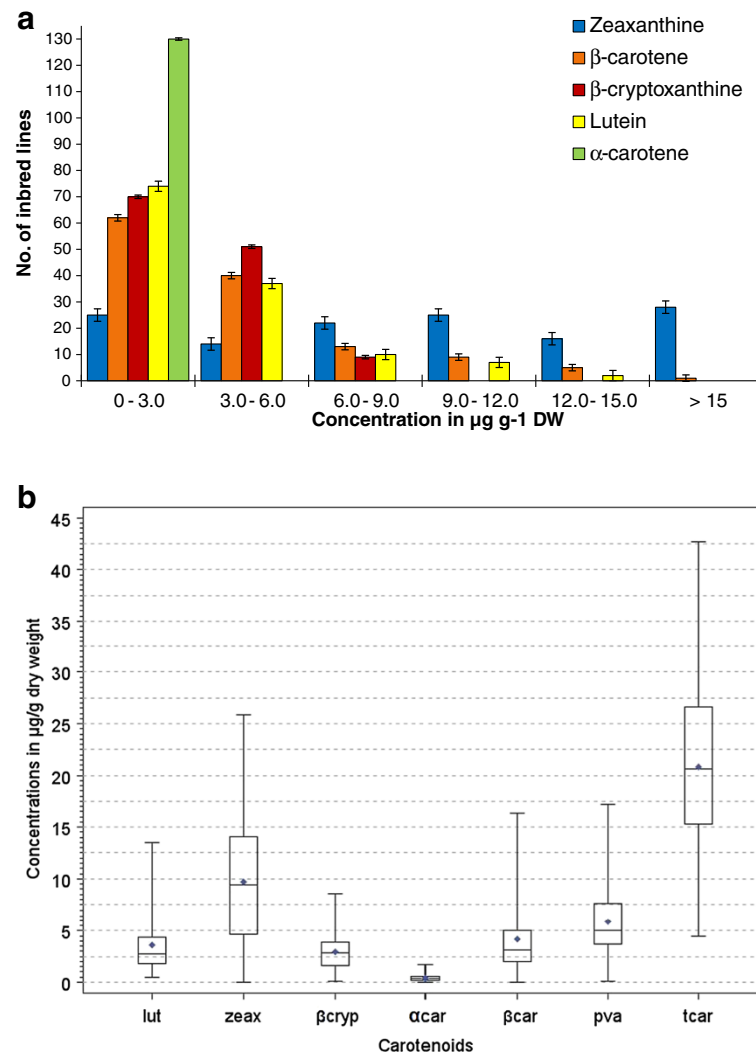 a
Zeaxanthine
β-carotene
β-cryptoxanthine
Lutein
α-carotene
No. of inbred lines
130
120
110
100
90
80
70
60
50
40
30
20
10
0
0 - 3.0 3.0 - 6.0 6.0 - 9.0 9.0 - 12.0 12.0 - 15.0 > 15
Concentration in µg g-1 DW
b
Concentrations in µg/g dry weight
45
40
35
30
25
20
15
10
5
0
lut zeax βcryp αcar βcar pva tcar
Carotenoids